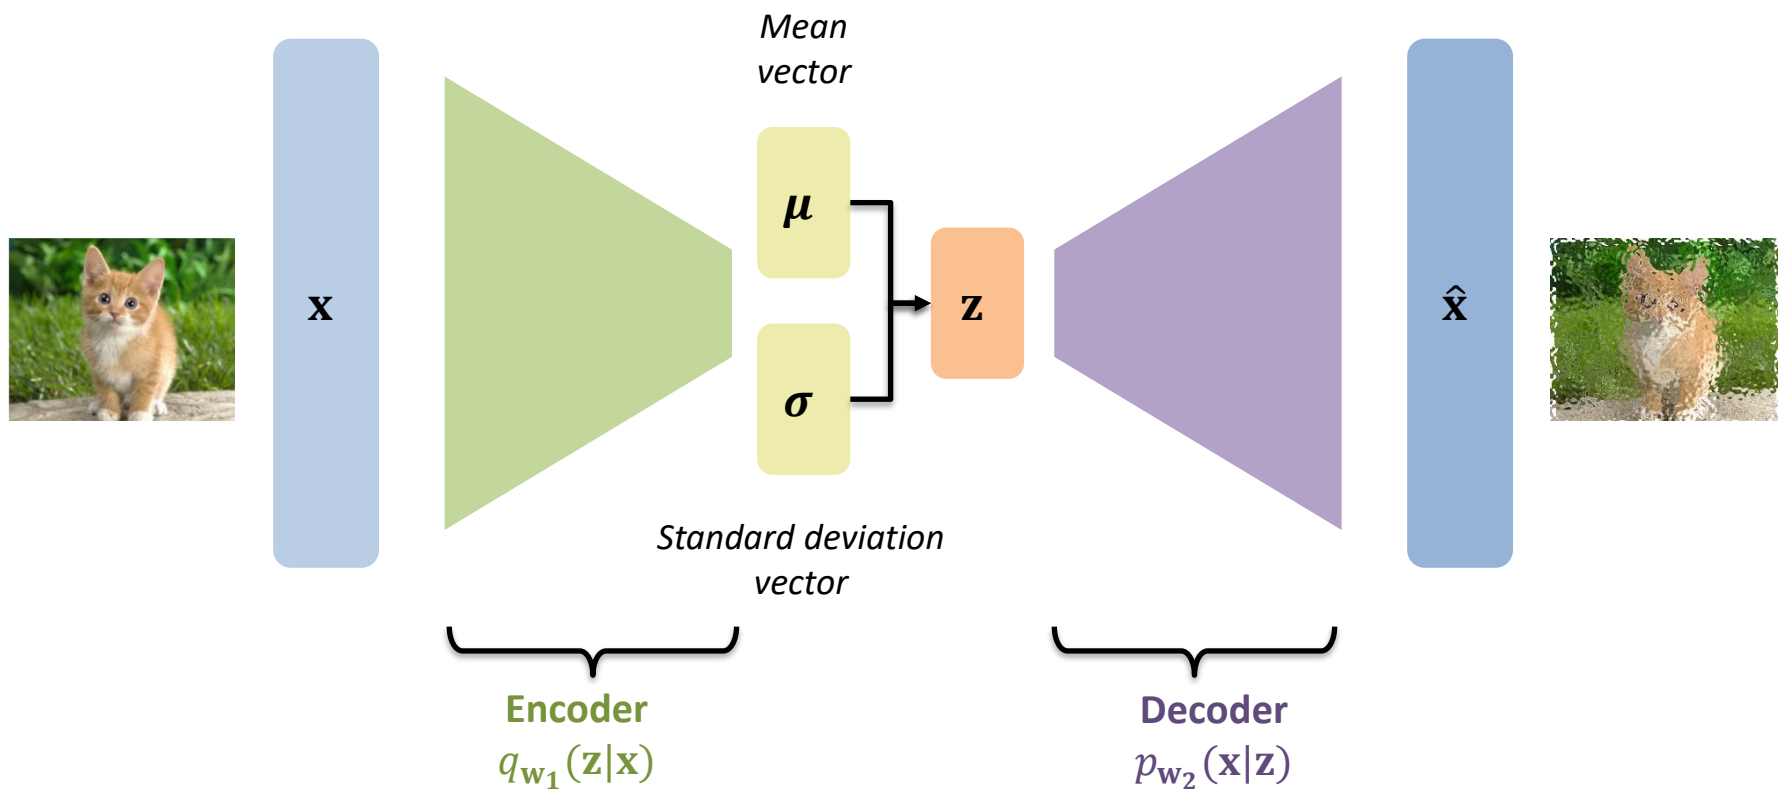 Mean
vector
x
μ
z
x̂
σ
Standard deviation
vector
Encoder
q_{w_1}(z|x)
Decoder
p_{w_2}(x|z)